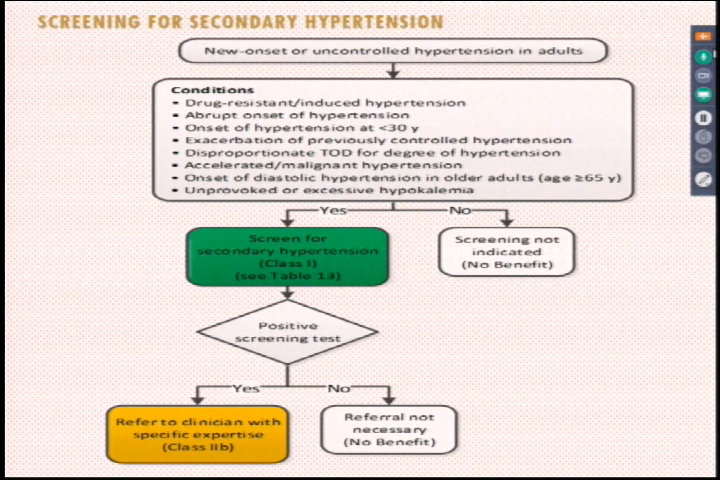 SCREENING FOR SECONDARY HYPERTENSION
New-onset or uncontrolled hypertension in adults
Conditions
• Drug-resistant/induced hypertension
• Abrupt onset of hypertension
• Onset of hypertension at <30 y
• Exacerbation of previously controlled hypertension
• Disproportionate TOD for degree of hypertension
• Accelerated/malignant hypertension
• Onset of diastolic hypertension in older adults (age ≥65 y)
• Unprovoked or excessive hypokalemia
Yes
No
Screen for
secondary hypertension
(Class I)
(see Table 13)
Screening not
indicated
(No Benefit)
Positive
screening test
Yes
No
Refer to clinician with
specific expertise
(Class IIb)
Referral not
necessary
(No Benefit)